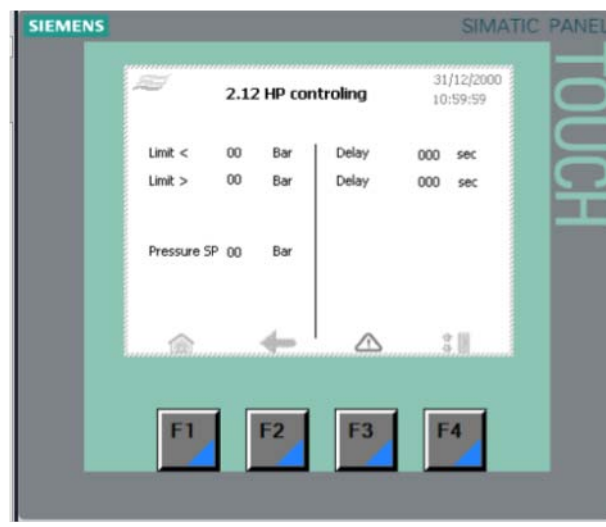 SIEMENS
SIMATIC PANEL
TOUCH
2.12 HP controling
31/12/2000
10:59:59
Limit < 00 Bar Delay 000 sec
Limit > 00 Bar Delay 000 sec
Pressure SP 00 Bar
F1 F2 F3 F4